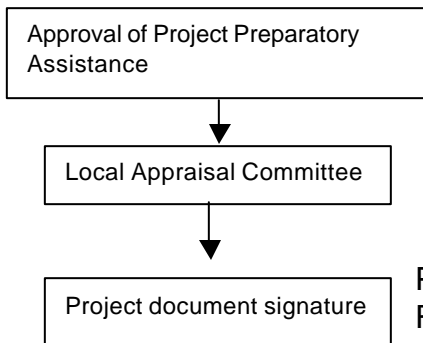 Approval of Project Preparatory
Assistance
Local Appraisal Committee
Project document signature